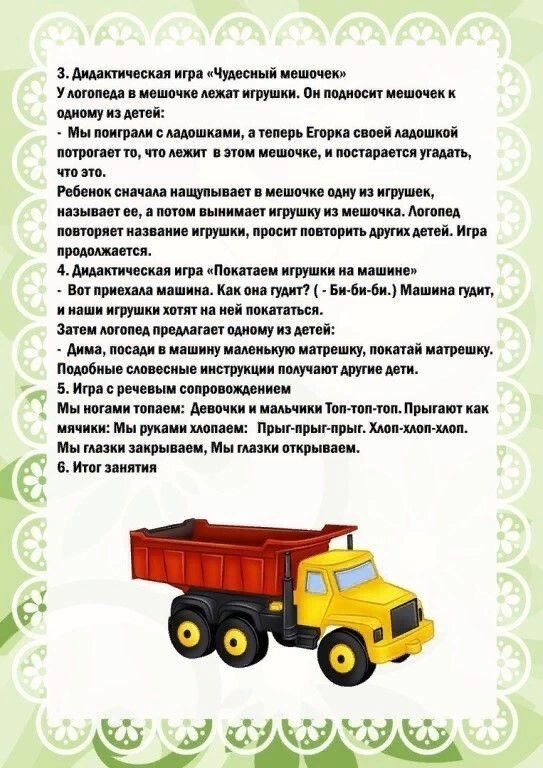 3. Дидактическая игра «Чудесный мешочек»
У логопеда в мешочке лежат игрушки. Он подносит мешочек к
одному из детей:
- Мы поиграли с ладошками, а теперь Егорка своей ладошкой
потрогает то, что лежит в этом мешочке, и постарается угадать,
что это.
Ребенок сначала нащупывает в мешочке одну из игрушек,
называет ее, а потом вынимает игрушку из мешочка. Логопед
повторяет название игрушки, просит повторить других детей. Игра
продолжается.
4. Дидактическая игра «Покатаем игрушки на машине»
- Вот приехала машина. Как она гудит? ( - Би-би-би.) Машина гудит,
и наши игрушки хотят на ней покататься.
Затем логопед предлагает одному из детей:
- Дима, посади в машину маленькую матрешку, покатай матрешку.
Подобные словесные инструкции получают другие дети.
5. Игра с речевым сопровождением
Мы ногами топаем: Девочки и мальчики Топ-топ-топ. Прыгают как
мячики: Мы руками хлопаем: Прыг-прыг-прыг. Хлоп-хлоп-хлоп.
Мы глазки закрываем, Мы глазки открываем.
6. Итог занятия